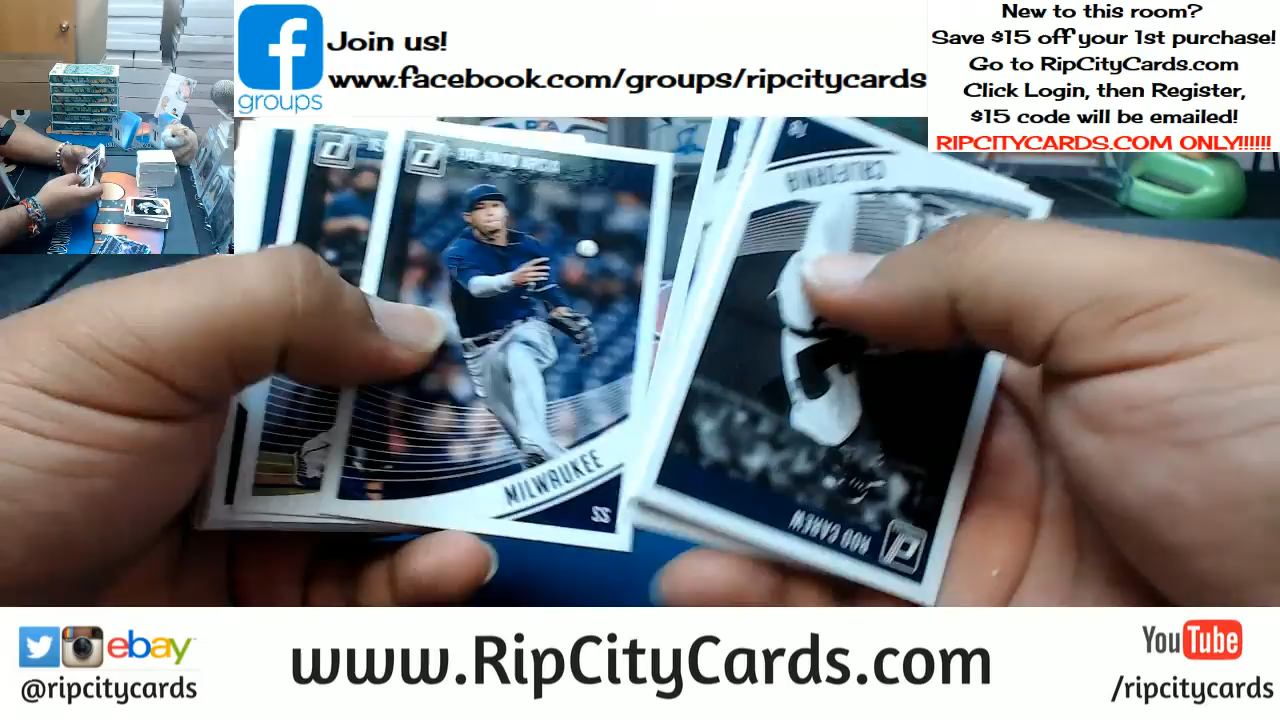 Join us!
www.facebook.com/groups/ripcitycards
groups
New to this room?
Save $15 off your 1st purchase!
Go to RipCityCards.com
Click Login, then Register,
$15 code will be emailed!
RIPCITYCARDS.COM ONLY!!!!!!
MILWAUKEE
SS
CALIFORNIA
ROD CAREW
ebay
@ripcitycards
www.RipCityCards.com
YouTube
/ripcitycards